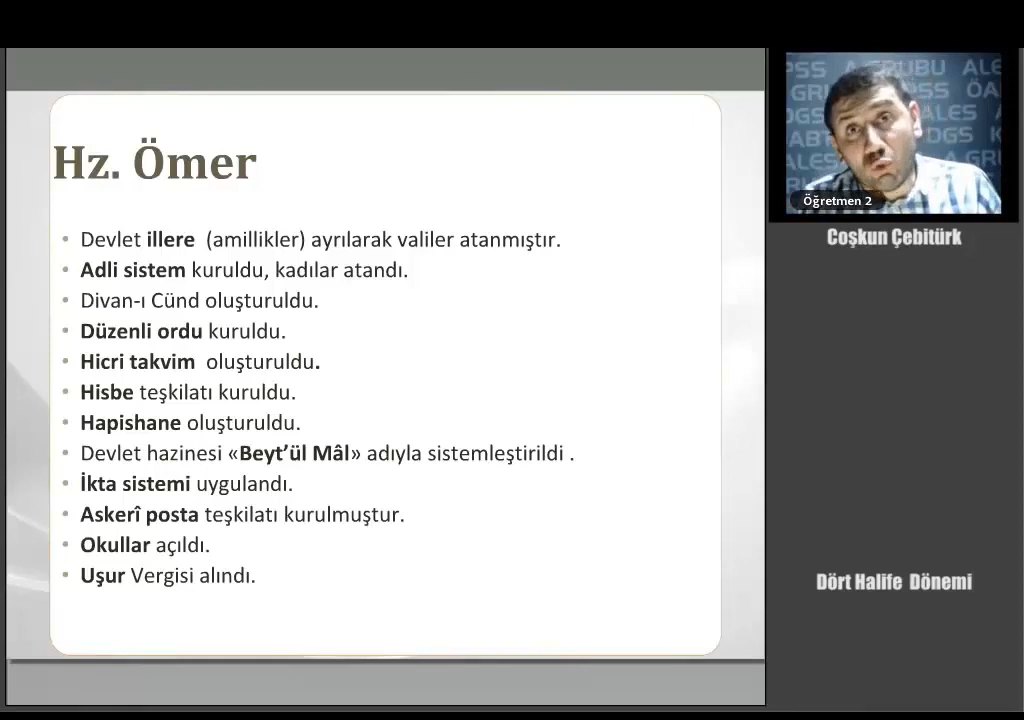 Hz. Ömer
• Devlet illere (amillikler) ayrılarak valiler atanmıştır.
• Adli sistem kuruldu, kadılar atandı.
• Divan-ı Cünd oluşturuldu.
• Düzenli ordu kuruldu.
• Hicri takvim oluşturuldu.
• Hisbe teşkilatı kuruldu.
• Hapishane oluşturuldu.
• Devlet hazinesi «Beyt’ül Mâl» adıyla sistemleştirildi .
• İkta sistemi uygulandı.
• Askerî posta teşkilatı kurulmuştur.
• Okullar açıldı.
• Uşur Vergisi alındı.
Öğretmen 2
Coşkun Çebitürk
Dört Halife Dönemi